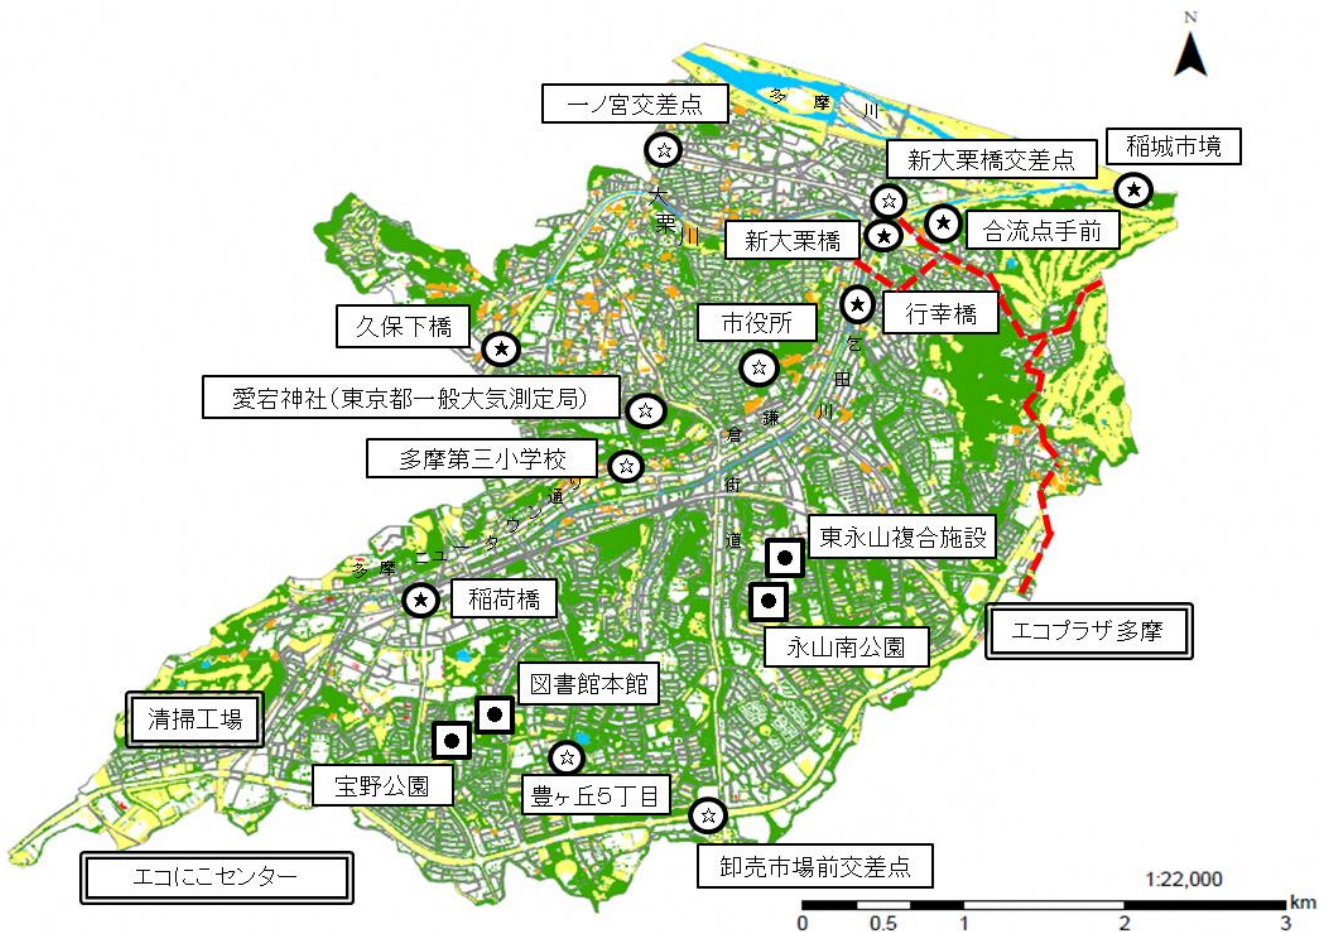 N
多摩川
一ノ宮交差点
新大栗橋交差点
稲城市境
大栗川
新大栗橋
合流点手前
久保下橋
市役所
行幸橋
乞田川
愛宕神社(東京都一般大気測定局)
鎌倉街道
多摩第三小学校
多摩ニュータウン通り
東永山複合施設
稲荷橋
永山南公園
エコプラザ多摩
図書館本館
清掃工場
宝野公園
豊ヶ丘5丁目
エコにこセンター
卸売市場前交差点
1:22,000
km
0 0.5 1 2 3